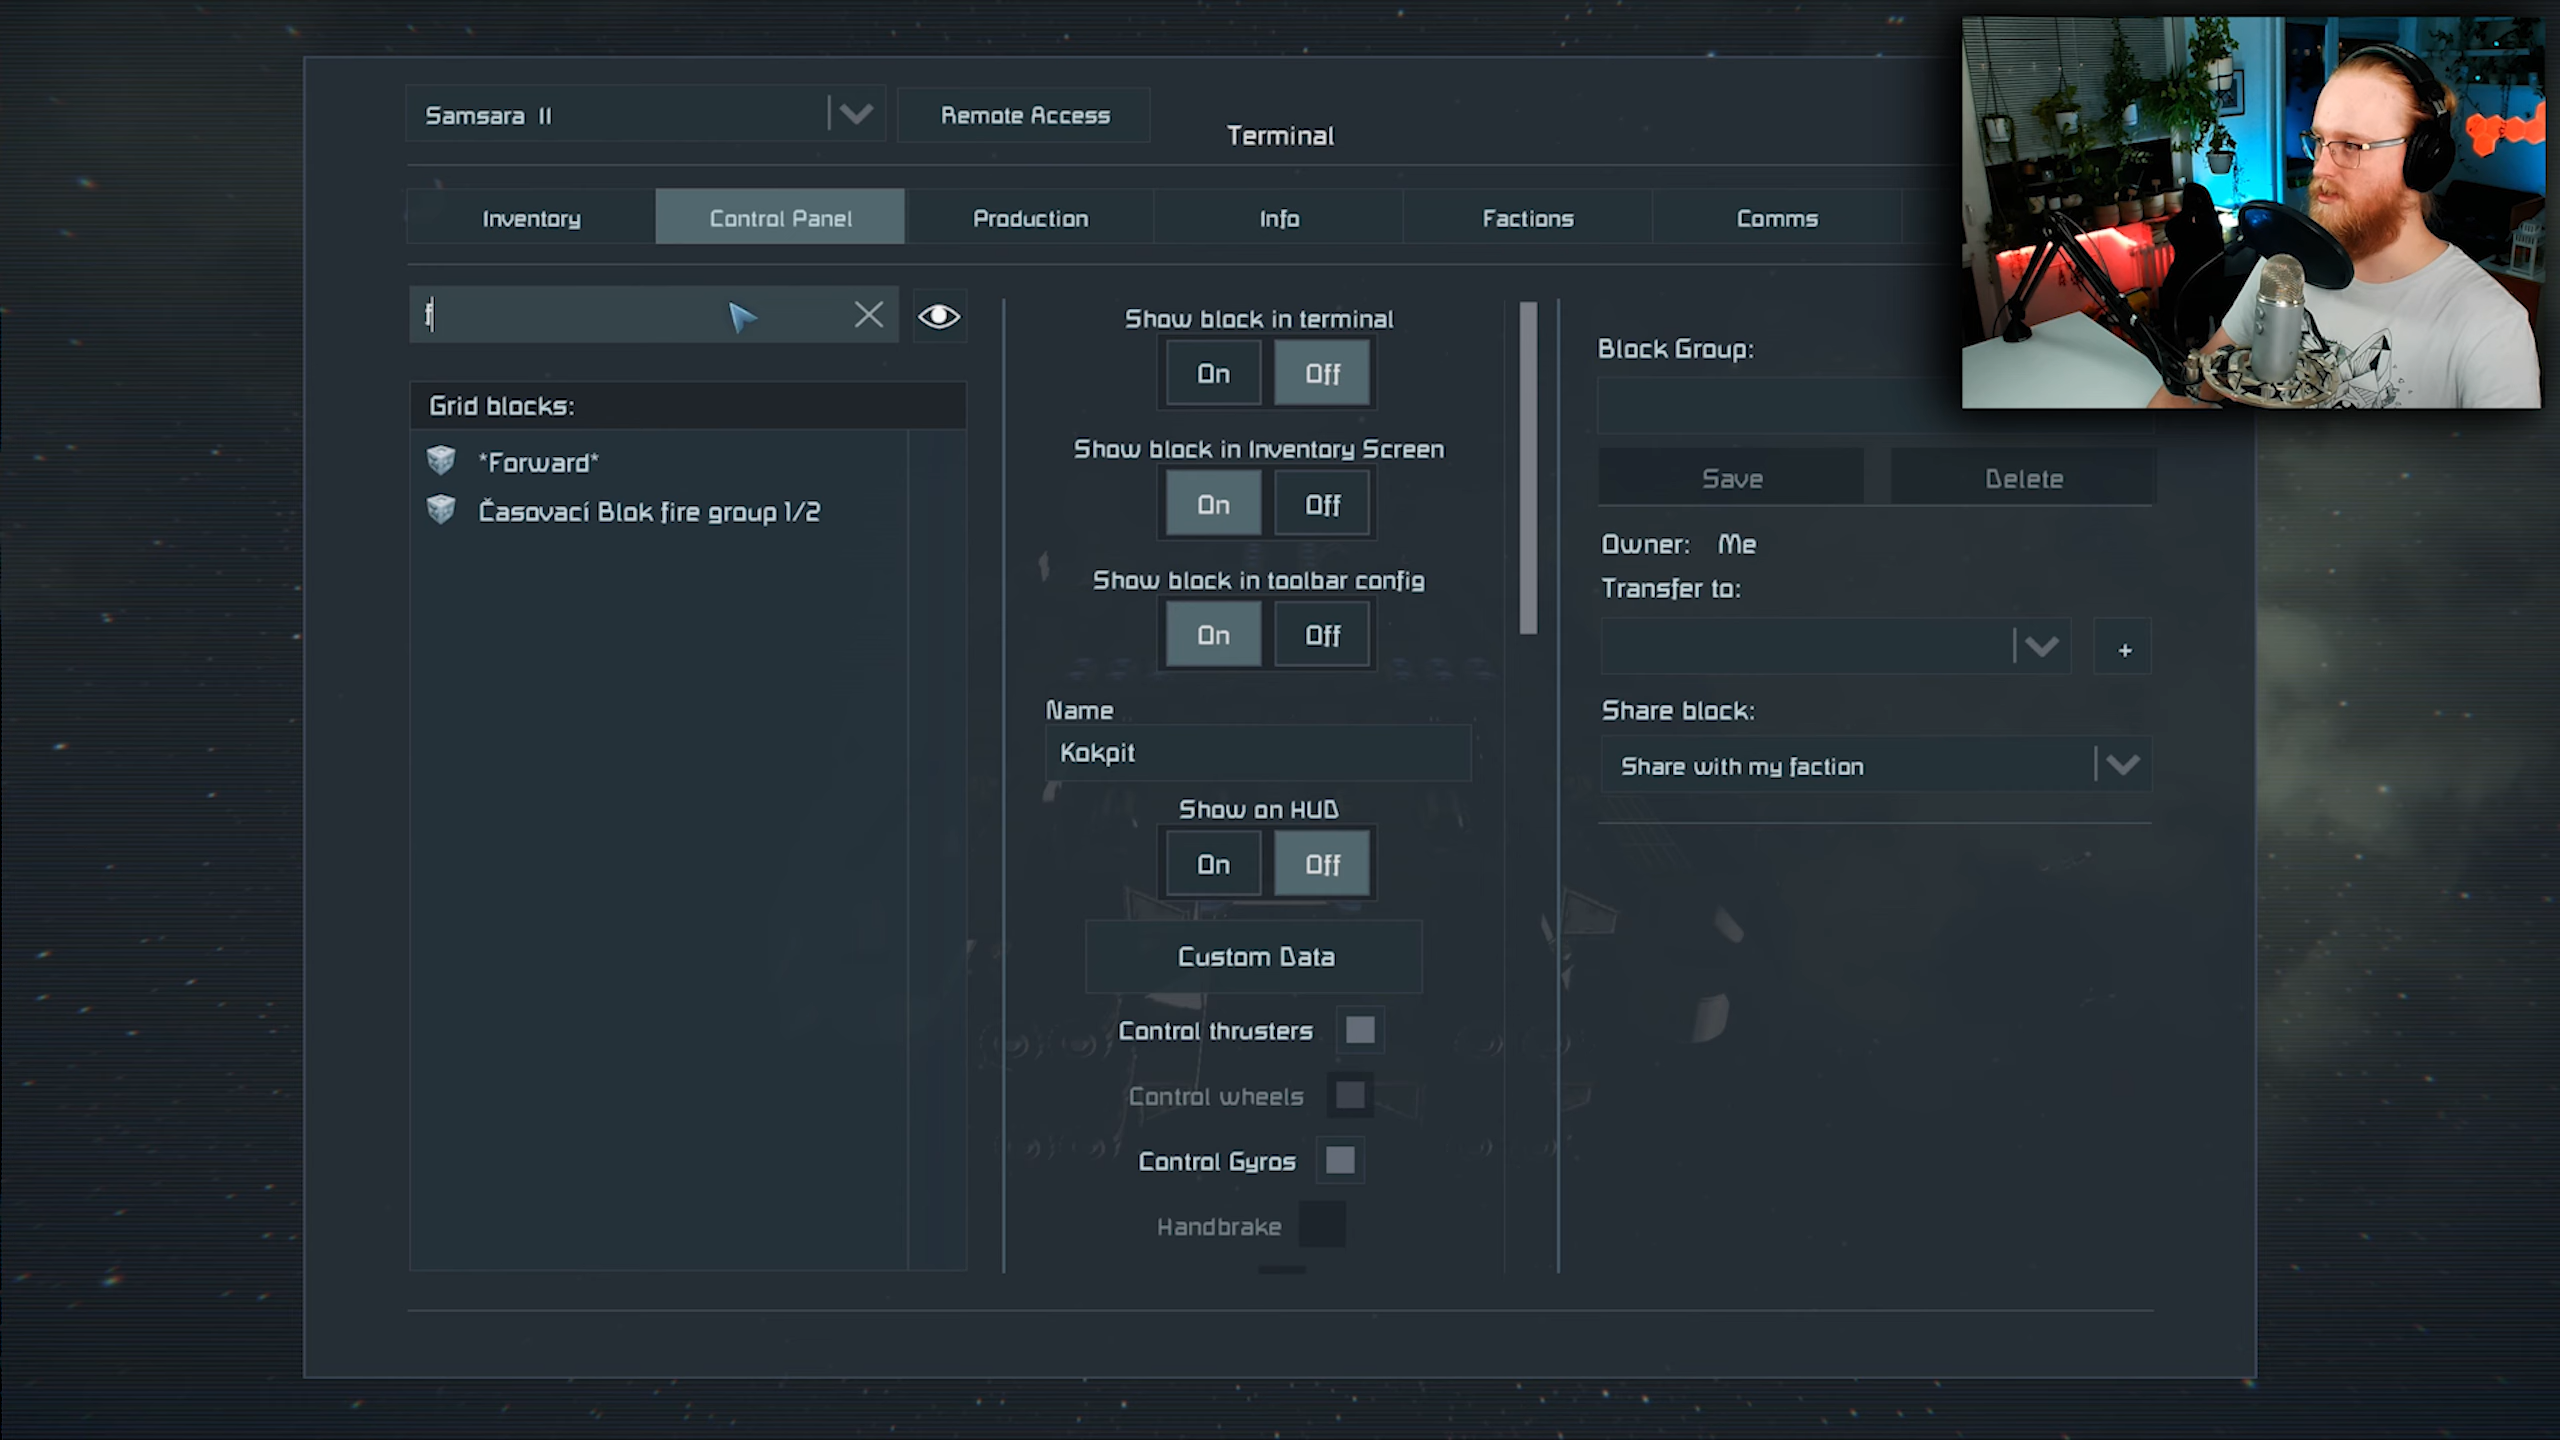 Samsara II
Remote Access
Terminal
Inventory
Control Panel
Production
Info
Factions
Comms
f
Grid blocks:
*Forward*
Časovací Blok fire group 1/2
Show block in terminal
On Off
Show block in Inventory Screen
On Off
Show block in toolbar config
On Off
Name
Kokpit
Show on HUD
On Off
Custom Data
Control thrusters
Control wheels
Control Gyros
Handbrake
Block Group:
Save
Delete
Owner: Me
Transfer to:
+
Share block:
Share with my faction